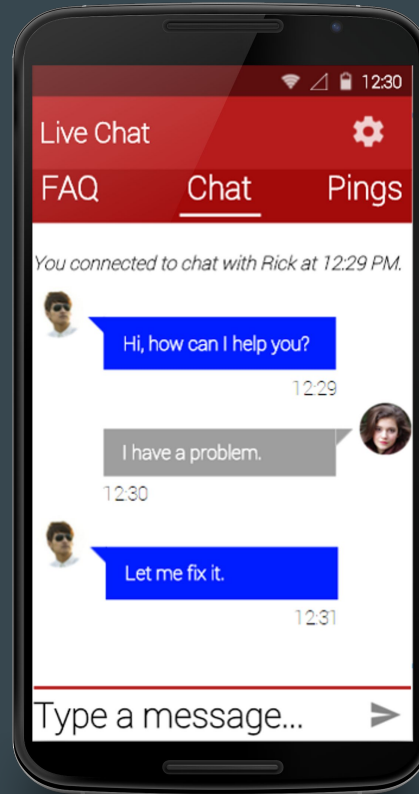 12:30
Live Chat
FAQ Chat Pings
You connected to chat with Rick at 12:29 PM.
Hi, how can I help you?
12:29
I have a problem.
12:30
Let me fix it.
12:31
Type a message...